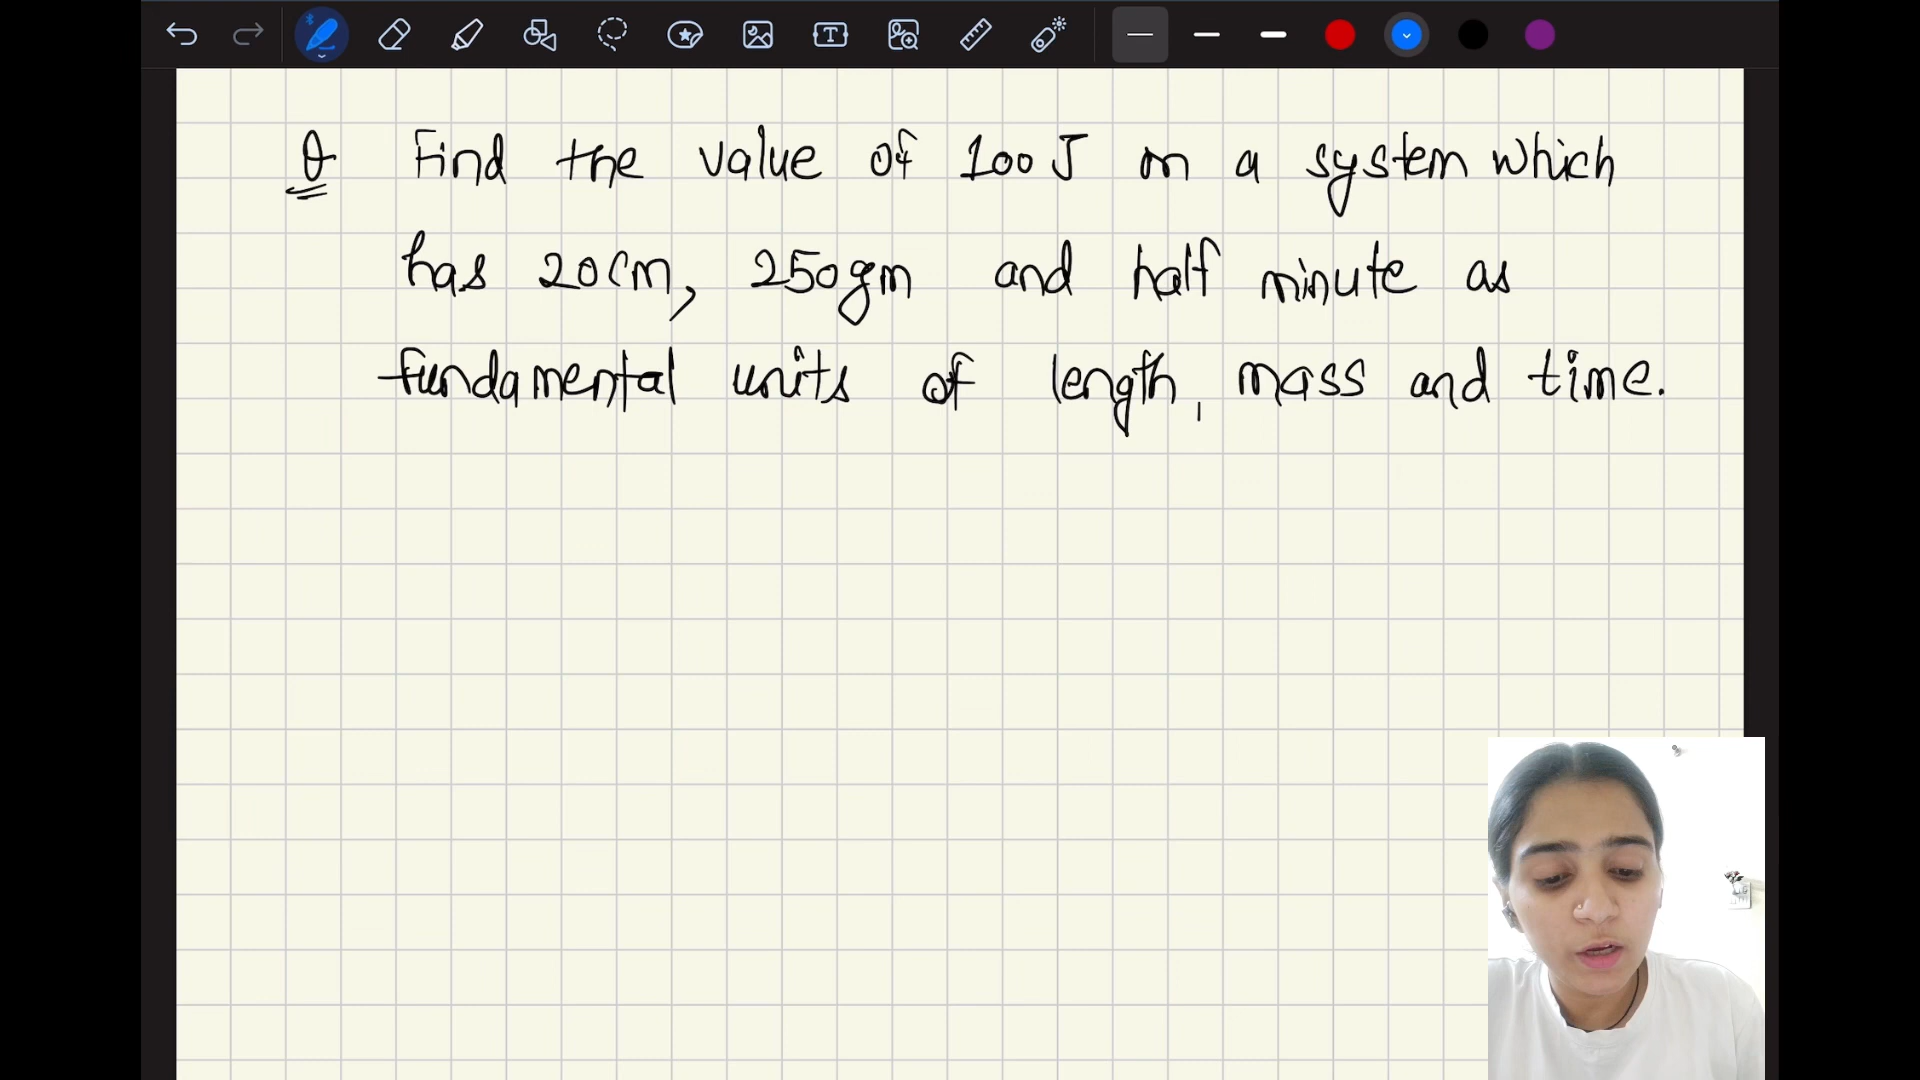 Q Find the value of 100 J on a system which
has 20cm, 250gm and half minute as
fundamental units of length, mass and time.